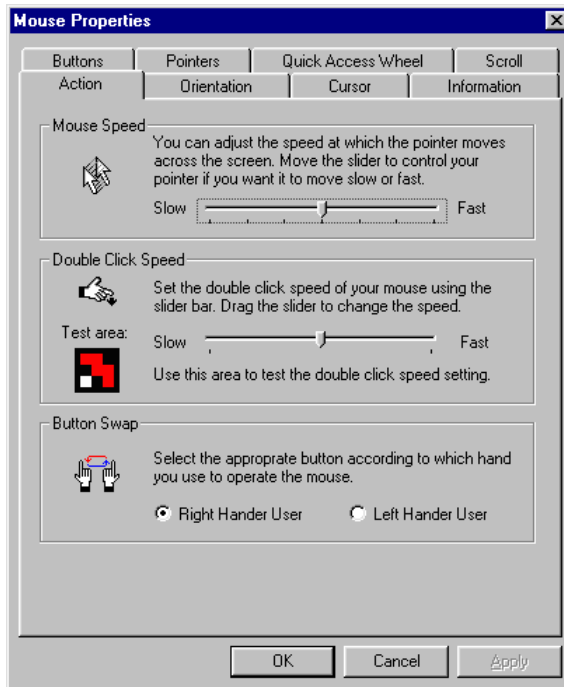 Mouse Properties
Buttons Pointers Quick Access Wheel Scroll
Action Orientation Cursor Information
Mouse Speed
You can adjust the speed at which the pointer moves
across the screen. Move the slider to control your
pointer if you want it to move slow or fast.
Slow Fast
Double Click Speed
Set the double click speed of your mouse using the
slider bar. Drag the slider to change the speed.
Test area:
Slow Fast
Use this area to test the double click speed setting.
Button Swap
Select the approprate button according to which hand
you use to operate the mouse.
Right Hander User Left Hander User
OK Cancel Apply